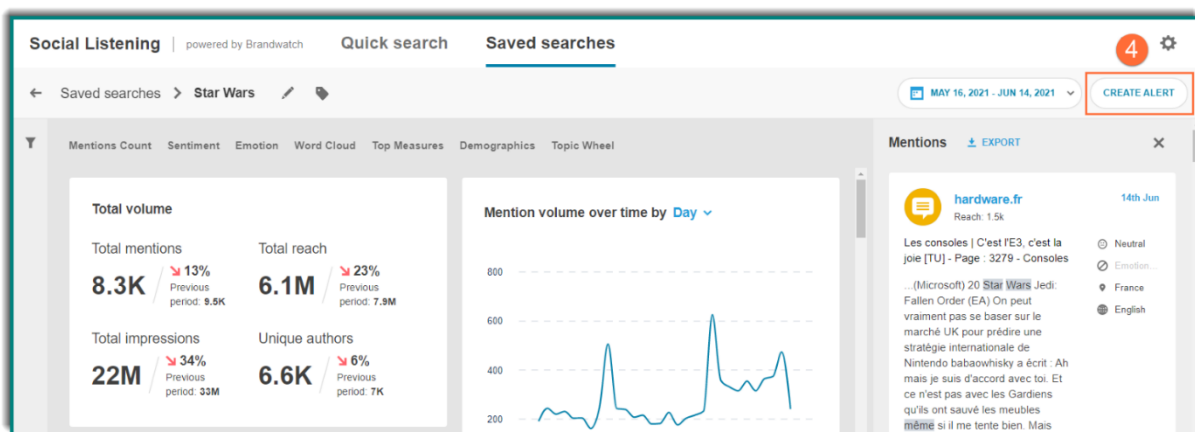 Social Listening | powered by Brandwatch Quick search Saved searches
4
← Saved searches > Star Wars
MAY 16, 2021 - JUN 14, 2021
CREATE ALERT
Mentions Count Sentiment Emotion Word Cloud Top Measures Demographics Topic Wheel
Total volume
Total mentions
8.3K
13%
Previous
period: 9.5K
Total reach
6.1M
23%
Previous
period: 7.9M
Total impressions
22M
34%
Previous
period: 33M
Unique authors
6.6K
6%
Previous
period: 7K
Mention volume over time by Day
800
600
400
200
Mentions EXPORT
hardware.fr
14th Jun
Reach: 1.5k
Les consoles | C'est l'E3, c'est la
joie [TU] - Page : 3279 - Consoles
...(Microsoft) 20 Star Wars Jedi:
Fallen Order (EA) On peut
vraiment pas se baser sur le
marché UK pour prédire une
stratégie internationale de
Nintendo babaowhisky a écrit : Ah
mais je suis d'accord avec toi. Et
ce n'est pas avec les Gardiens
qu'ils ont sauvé les meubles
même si il me tente bien. Mais
Neutral
Emotion...
France
English